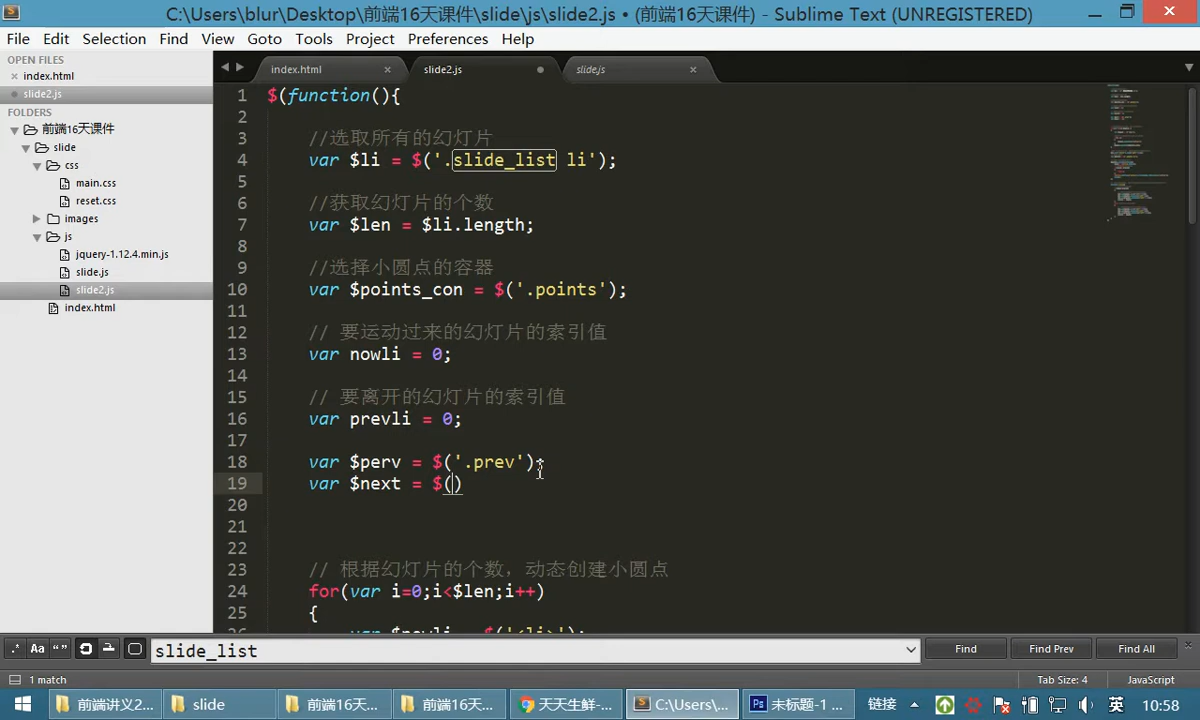 C:\Users\blur\Desktop\前端16天课件\slide\js\slide2.js • (前端16天课件) - Sublime Text (UNREGISTERED)
File Edit Selection Find View Goto Tools Project Preferences Help
OPEN FILES
index.html
slide2.js
FOLDERS
前端16天课件
slide
css
main.css
reset.css
images
js
jquery-1.12.4.min.js
slide.js
slide2.js
index.html
index.html slide2.js slide.js
1 $(function(){
2
3 //选取所有的幻灯片
4 var $li = $('.slide_list li');
5
6 //获取幻灯片的个数
7 var $len = $li.length;
8
9 //选择小圆点的容器
10 var $points_con = $('.points');
11
12 // 要运动过来的幻灯片的索引值
13 var nowli = 0;
14
15 // 要离开的幻灯片的索引值
16 var prevli = 0;
17
18 var $perv = $('.prev');
19 var $next = $()
20
21
22
23 // 根据幻灯片的个数，动态创建小圆点
24 for(var i=0;i<$len;i++)
25 {
.* Aa “” slide_list Find Find Prev Find All
1 match Tab Size: 4 JavaScript
前端讲义2... slide 前端16天... 前端16天... 天天生鲜-... C:\Users\... 未标题-1 ... 链接 英 10:58